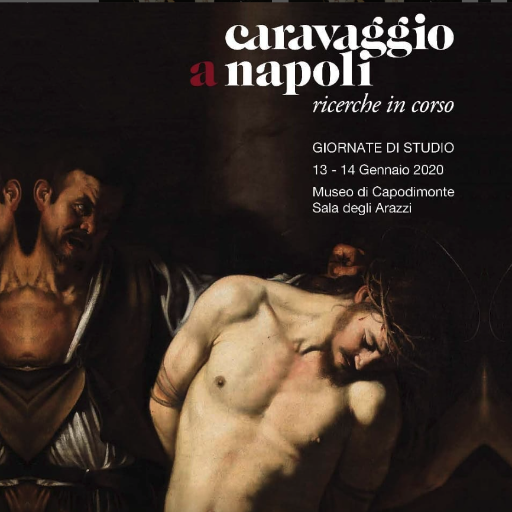 caravaggio
a napoli
ricerche in corso
GIORNATE DI STUDIO
13 - 14 Gennaio 2020
Museo di Capodimonte
Sala degli Arazzi